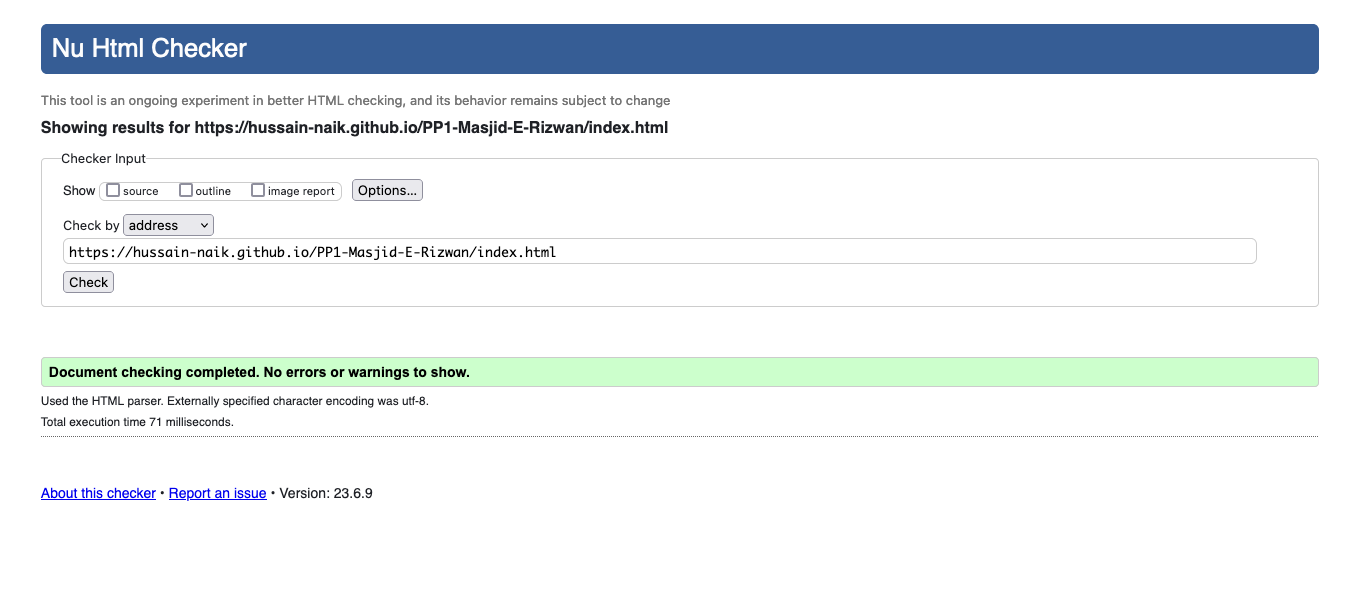 Nu Html Checker
This tool is an ongoing experiment in better HTML checking, and its behavior remains subject to change
Showing results for https://hussain-naik.github.io/PP1-Masjid-E-Rizwan/index.html
Checker Input
Show source outline image report Options...
Check by address
https://hussain-naik.github.io/PP1-Masjid-E-Rizwan/index.html
Check
Document checking completed. No errors or warnings to show.
Used the HTML parser. Externally specified character encoding was utf-8.
Total execution time 71 milliseconds.
About this checker • Report an issue • Version: 23.6.9